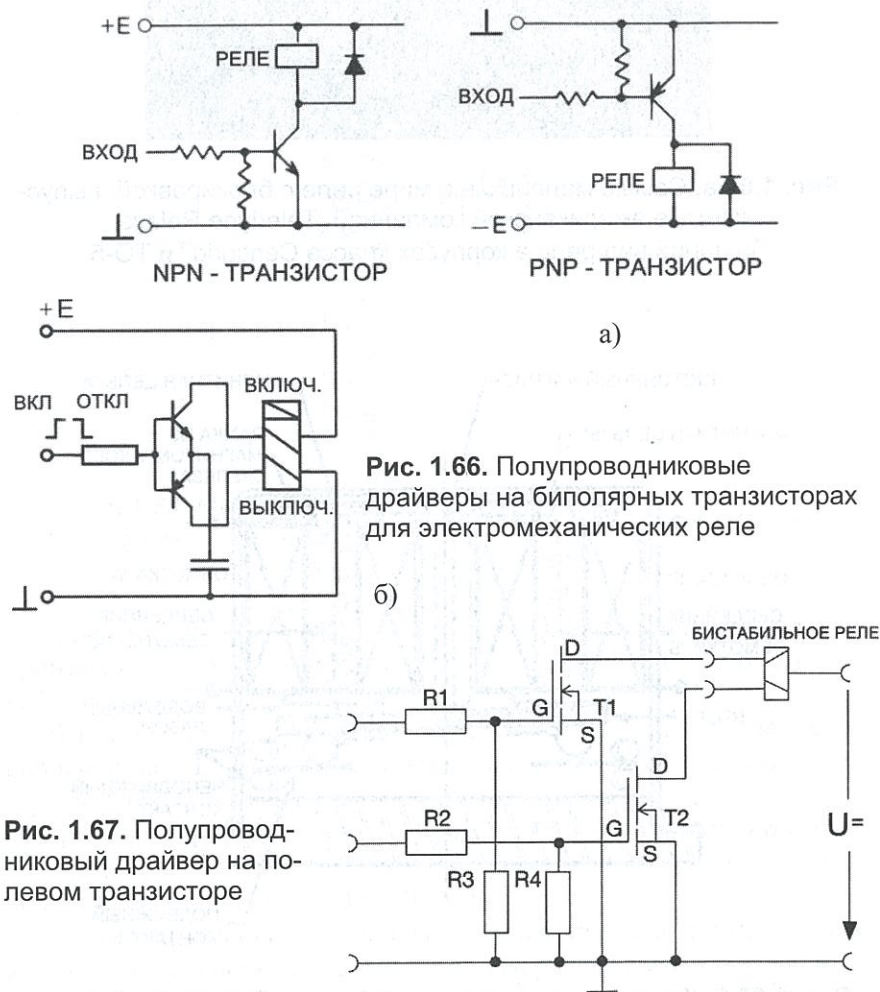 +E
РЕЛЕ
ВХОД
NPN - ТРАНЗИСТОР
ВХОД
РЕЛЕ
–E
PNP - ТРАНЗИСТОР
а)
+ E
ВКЛ ОТКЛ
ВКЛЮЧ.
ВЫКЛЮЧ.
б)
Рис. 1.66. Полупроводниковые
драйверы на биполярных транзисторах
для электромеханических реле
БИСТАБИЛЬНОЕ РЕЛЕ
D
R1
G
T1
S
D
R2
G
T2
S
R3
R4
U=
Рис. 1.67. Полупровод-
никовый драйвер на по-
левом транзисторе